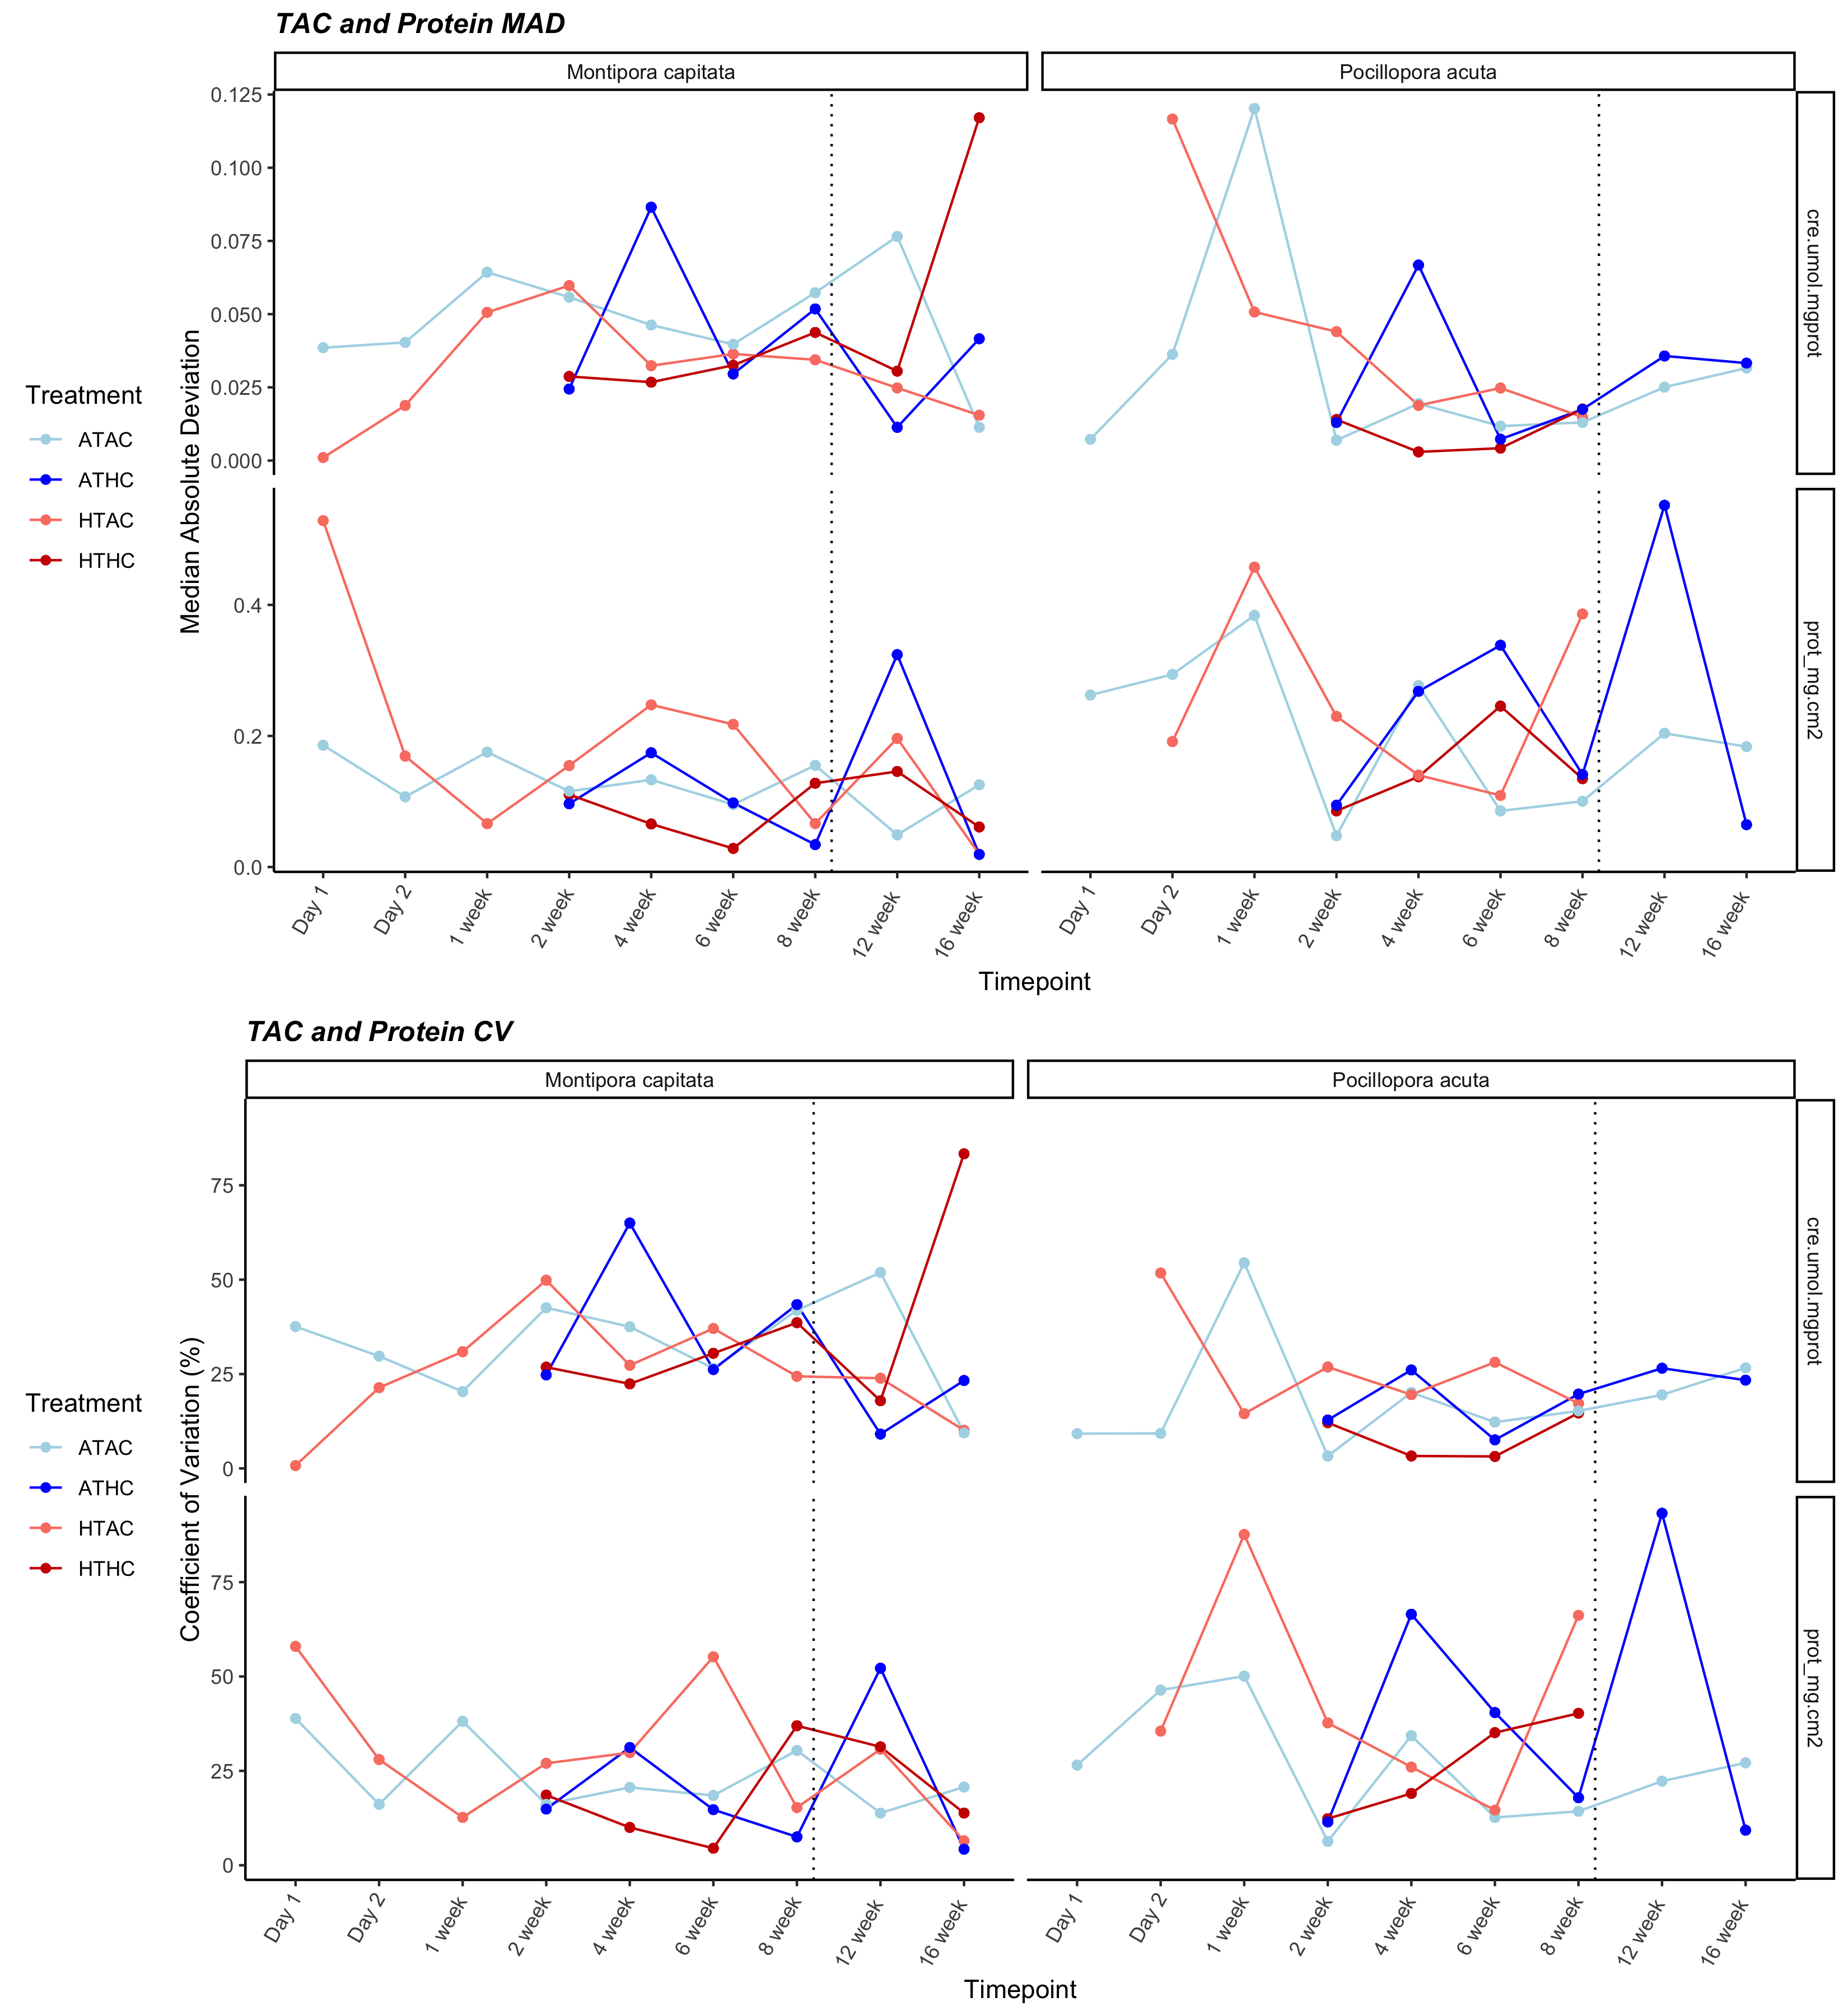 TAC and Protein MAD
Montipora capitata
Pocillopora acuta
0.125
0.100
0.075
0.050
0.025
0.000
cre.umol.mgprot
0.4
0.2
0.0
prot_mg.cm2
Median Absolute Deviation
Treatment
ATAC
ATHC
HTAC
HTHC
Day 1
Day 2
1 week
2 week
4 week
6 week
8 week
12 week
16 week
Day 1
Day 2
1 week
2 week
4 week
6 week
8 week
12 week
16 week
Timepoint
TAC and Protein CV
Montipora capitata
Pocillopora acuta
75
50
25
0
cre.umol.mgprot
75
50
25
0
prot_mg.cm2
Coefficient of Variation (%)
Treatment
ATAC
ATHC
HTAC
HTHC
Day 1
Day 2
1 week
2 week
4 week
6 week
8 week
12 week
16 week
Day 1
Day 2
1 week
2 week
4 week
6 week
8 week
12 week
16 week
Timepoint